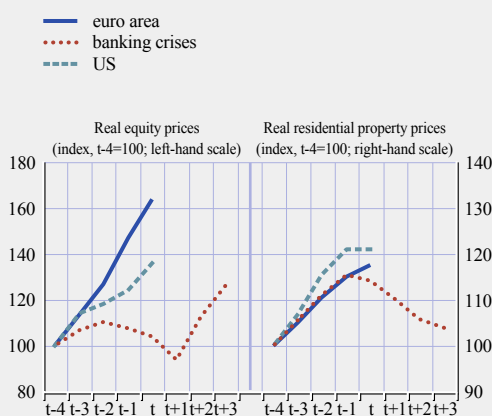 euro area
banking crises
US
Real equity prices
(index, t-4=100; left-hand scale)
Real residential property prices
(index, t-4=100; right-hand scale)
180
160
140
120
100
80
140
130
120
110
100
90
t-4 t-3 t-2 t-1 t t+1 t+2 t+3
t-4 t-3 t-2 t-1 t t+1 t+2 t+3